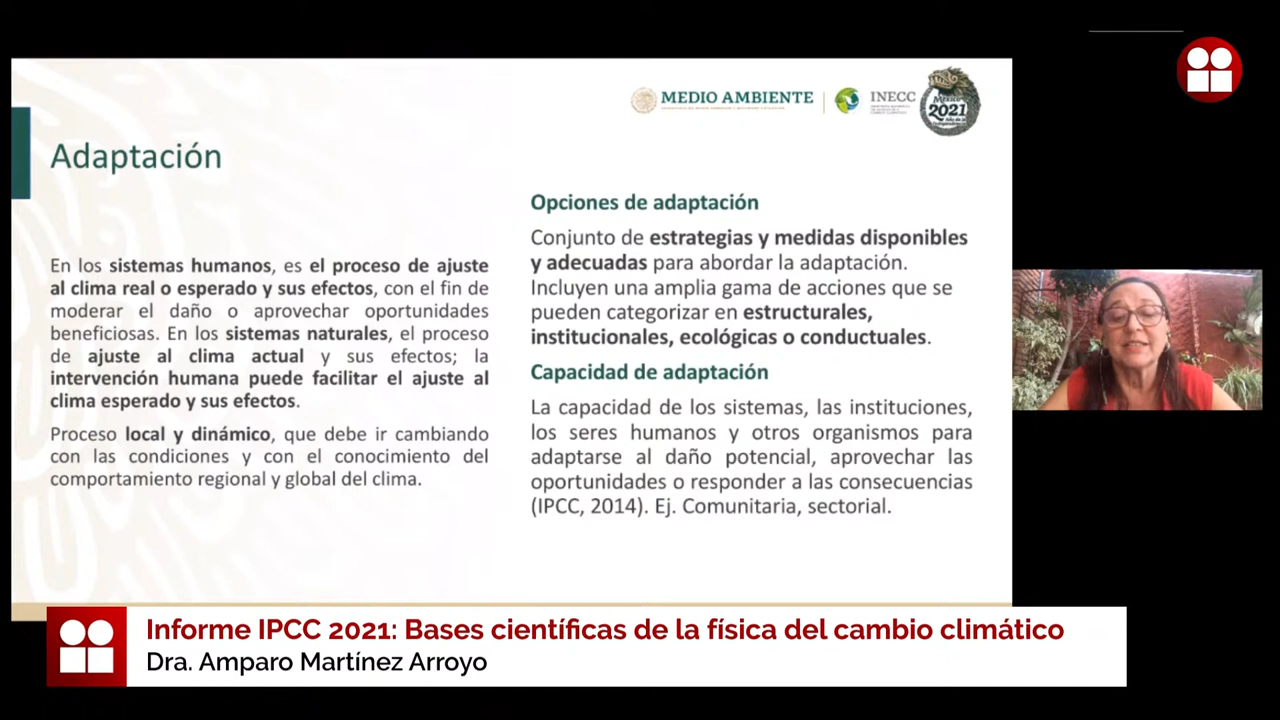 MEDIO AMBIENTE
INECC
México
2021
Adaptación
En los sistemas humanos, es el proceso de ajuste
al clima real o esperado y sus efectos, con el fin de
moderar el daño o aprovechar oportunidades
beneficiosas. En los sistemas naturales, el proceso
de ajuste al clima actual y sus efectos; la
intervención humana puede facilitar el ajuste al
clima esperado y sus efectos.
Proceso local y dinámico, que debe ir cambiando
con las condiciones y con el conocimiento del
comportamiento regional y global del clima.
Opciones de adaptación
Conjunto de estrategias y medidas disponibles
y adecuadas para abordar la adaptación.
Incluyen una amplia gama de acciones que se
pueden categorizar en estructurales,
institucionales, ecológicas o conductuales.
Capacidad de adaptación
La capacidad de los sistemas, las instituciones,
los seres humanos y otros organismos para
adaptarse al daño potencial, aprovechar las
oportunidades o responder a las consecuencias
(IPCC, 2014). Ej. Comunitaria, sectorial.
Informe IPCC 2021: Bases científicas de la física del cambio climático
Dra. Amparo Martínez Arroyo